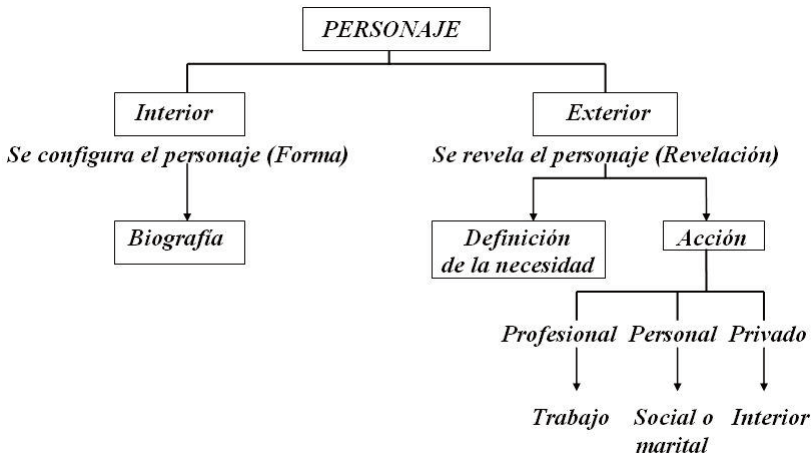 PERSONAJE
Interior
Exterior
Se configura el personaje (Forma)
Se revela el personaje (Revelación)
Biografía
Definición
de la necesidad
Acción
Profesional
Personal
Privado
Trabajo
Social o
marital
Interior